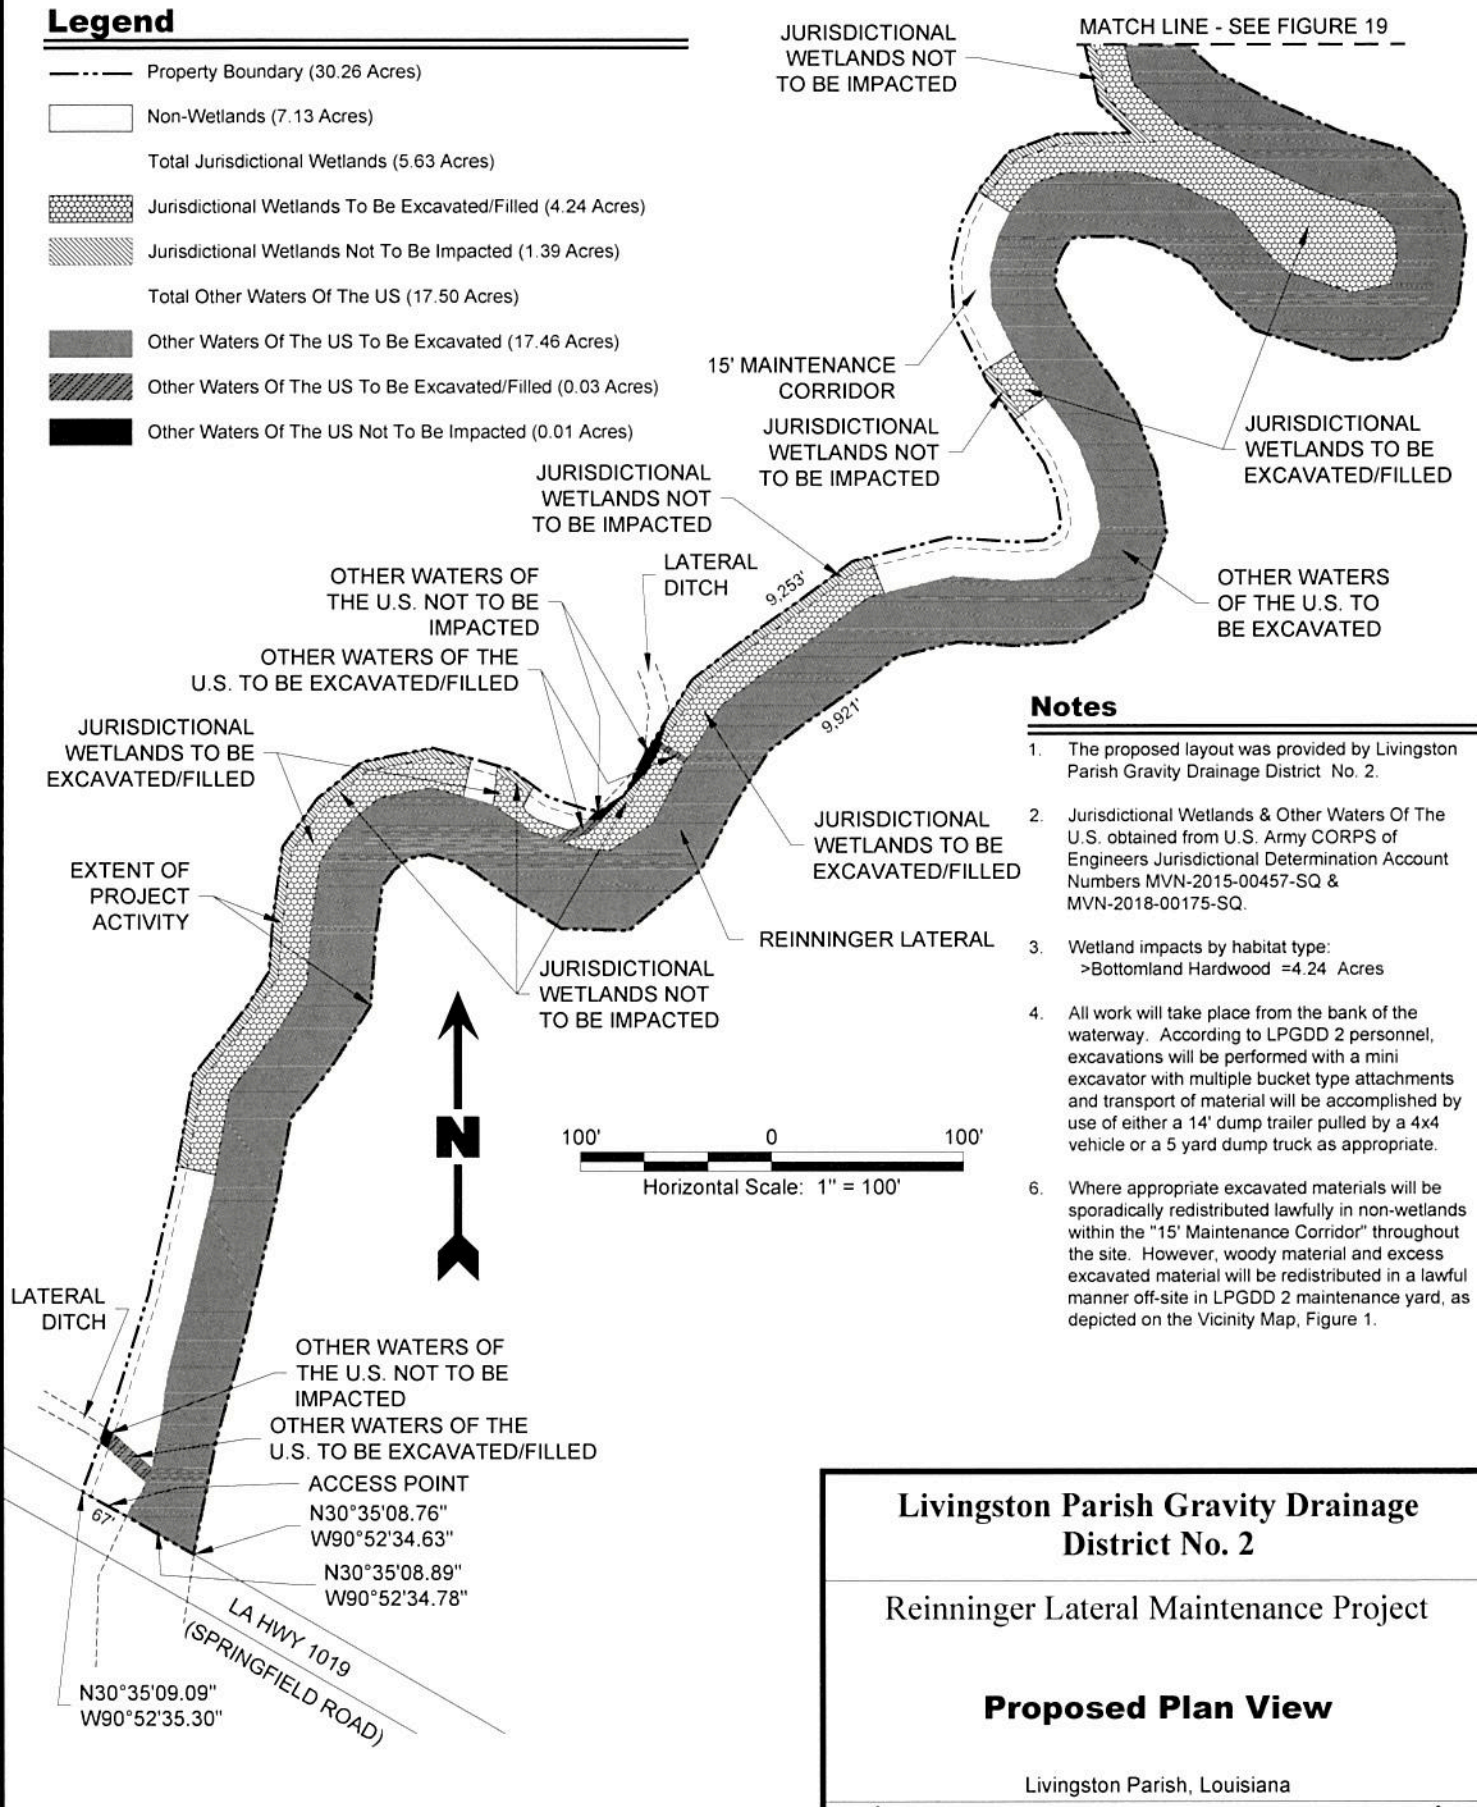 Legend
Property Boundary (30.26 Acres)
Non-Wetlands (7.13 Acres)
Total Jurisdictional Wetlands (5.63 Acres)
Jurisdictional Wetlands To Be Excavated/Filled (4.24 Acres)
Jurisdictional Wetlands Not To Be Impacted (1.39 Acres)
Total Other Waters Of The US (17.50 Acres)
Other Waters Of The US To Be Excavated (17.46 Acres)
Other Waters Of The US To Be Excavated/Filled (0.03 Acres)
Other Waters Of The US Not To Be Impacted (0.01 Acres)
JURISDICTIONAL
WETLANDS NOT
TO BE IMPACTED
MATCH LINE - SEE FIGURE 19
15' MAINTENANCE
CORRIDOR
JURISDICTIONAL
WETLANDS NOT
TO BE IMPACTED
JURISDICTIONAL
WETLANDS TO BE
EXCAVATED/FILLED
JURISDICTIONAL
WETLANDS NOT
TO BE IMPACTED
LATERAL
DITCH
9,253'
OTHER WATERS OF
THE U.S. NOT TO BE
IMPACTED
OTHER WATERS
OF THE U.S. TO
BE EXCAVATED
OTHER WATERS OF THE
U.S. TO BE EXCAVATED/FILLED
9,921'
JURISDICTIONAL
WETLANDS TO BE
EXCAVATED/FILLED
JURISDICTIONAL
WETLANDS TO BE
EXCAVATED/FILLED
EXTENT OF
PROJECT
ACTIVITY
REINNINGER LATERAL
JURISDICTIONAL
WETLANDS NOT
TO BE IMPACTED
N
100' 0 100'
Horizontal Scale: 1" = 100'
Notes
1. The proposed layout was provided by Livingston
Parish Gravity Drainage District No. 2.
2. Jurisdictional Wetlands & Other Waters Of The
U.S. obtained from U.S. Army CORPS of
Engineers Jurisdictional Determination Account
Numbers MVN-2015-00457-SQ &
MVN-2018-00175-SQ.
3. Wetland impacts by habitat type:
>Bottomland Hardwood =4.24 Acres
4. All work will take place from the bank of the
waterway. According to LPGDD 2 personnel,
excavations will be performed with a mini
excavator with multiple bucket type attachments
and transport of material will be accomplished by
use of either a 14' dump trailer pulled by a 4x4
vehicle or a 5 yard dump truck as appropriate.
6. Where appropriate excavated materials will be
sporadically redistributed lawfully in non-wetlands
within the "15' Maintenance Corridor" throughout
the site. However, woody material and excess
excavated material will be redistributed in a lawful
manner off-site in LPGDD 2 maintenance yard, as
depicted on the Vicinity Map, Figure 1.
LATERAL
DITCH
OTHER WATERS OF
THE U.S. NOT TO BE
IMPACTED
OTHER WATERS OF THE
U.S. TO BE EXCAVATED/FILLED
ACCESS POINT
67'
N30°35'08.76"
W90°52'34.63"
N30°35'08.89"
W90°52'34.78"
LA HWY 1019
(SPRINGFIELD ROAD)
N30°35'09.09"
W90°52'35.30"
Livingston Parish Gravity Drainage
District No. 2
Reinninger Lateral Maintenance Project
Proposed Plan View
Livingston Parish, Louisiana